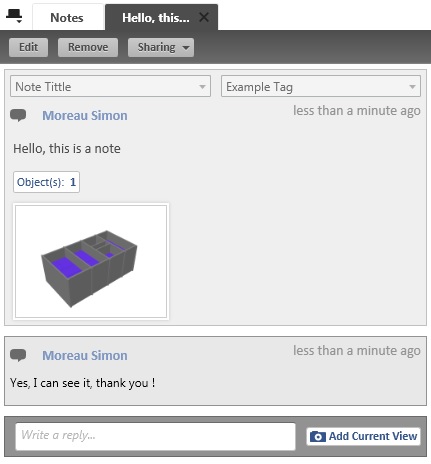 Notes
Hello, this...
Edit
Remove
Sharing
Note Tittle
Example Tag
Moreau Simon
less than a minute ago
Hello, this is a note
Object(s): 1
Moreau Simon
less than a minute ago
Yes, I can see it, thank you !
Write a reply...
Add Current View